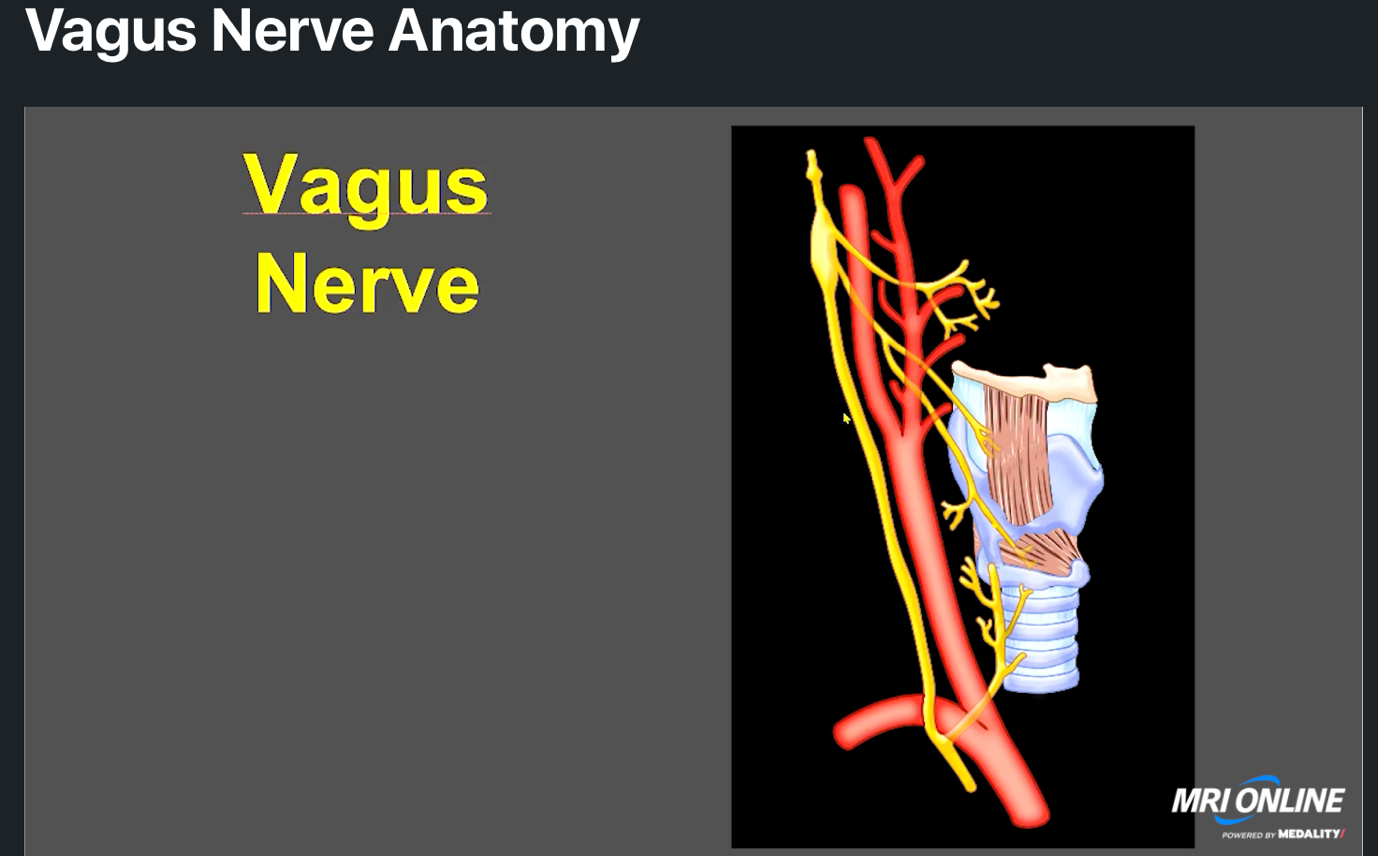 Vagus Nerve Anatomy
Vagus
Nerve
MRI ONLINE
POWERED BY MEDALITY/